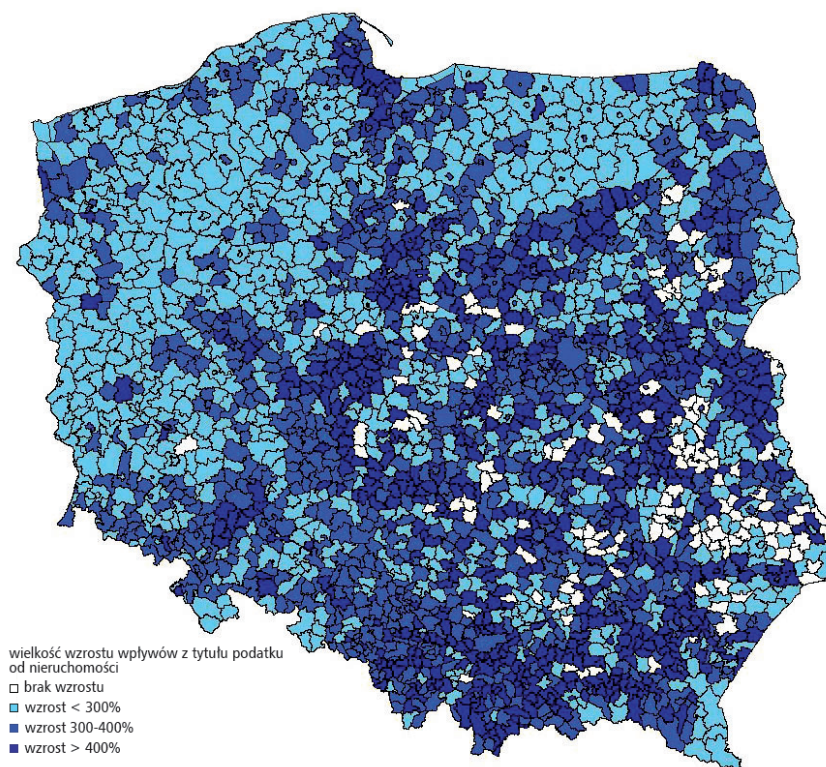 wielkość wzrostu wpływów z tytułu podatku
od nieruchomości
brak wzrostu
wzrost < 300%
wzrost 300-400%
wzrost > 400%